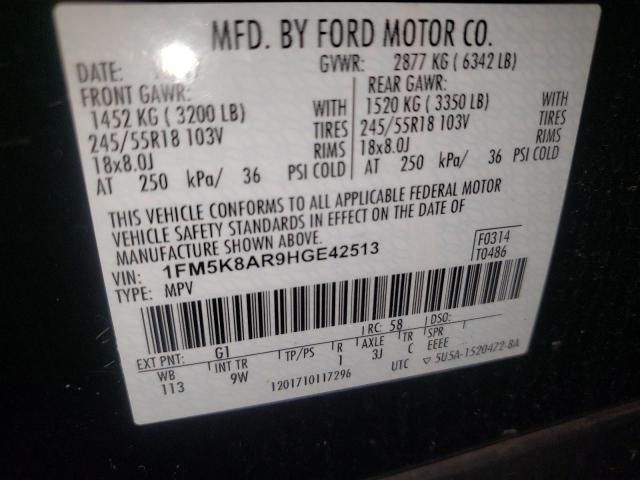 MFD. BY FORD MOTOR CO.
DATE: GVWR: 2877 KG ( 6342 LB)
FRONT GAWR: REAR GAWR:
1452 KG ( 3200 LB) WITH 1520 KG ( 3350 LB) WITH
245/55R18 103V TIRES 245/55R18 103V TIRES
18x8.0J RIMS 18x8.0J RIMS
AT 250 kPa/ 36 PSI COLD AT 250 kPa/ 36 PSI COLD
THIS VEHICLE CONFORMS TO ALL APPLICABLE FEDERAL MOTOR
VEHICLE SAFETY STANDARDS IN EFFECT ON THE DATE OF
MANUFACTURE SHOWN ABOVE.
F0314
VIN: 1FM5K8AR9HGE42513
T0486
TYPE: MPV
RC: 58 DSO:
EXT PNT: G1
WB INT TR TP/PS R AXLE TR SPR
113 9W 1 3J C EEEE
1201710117296 UTC 5U5A-1520472-BA